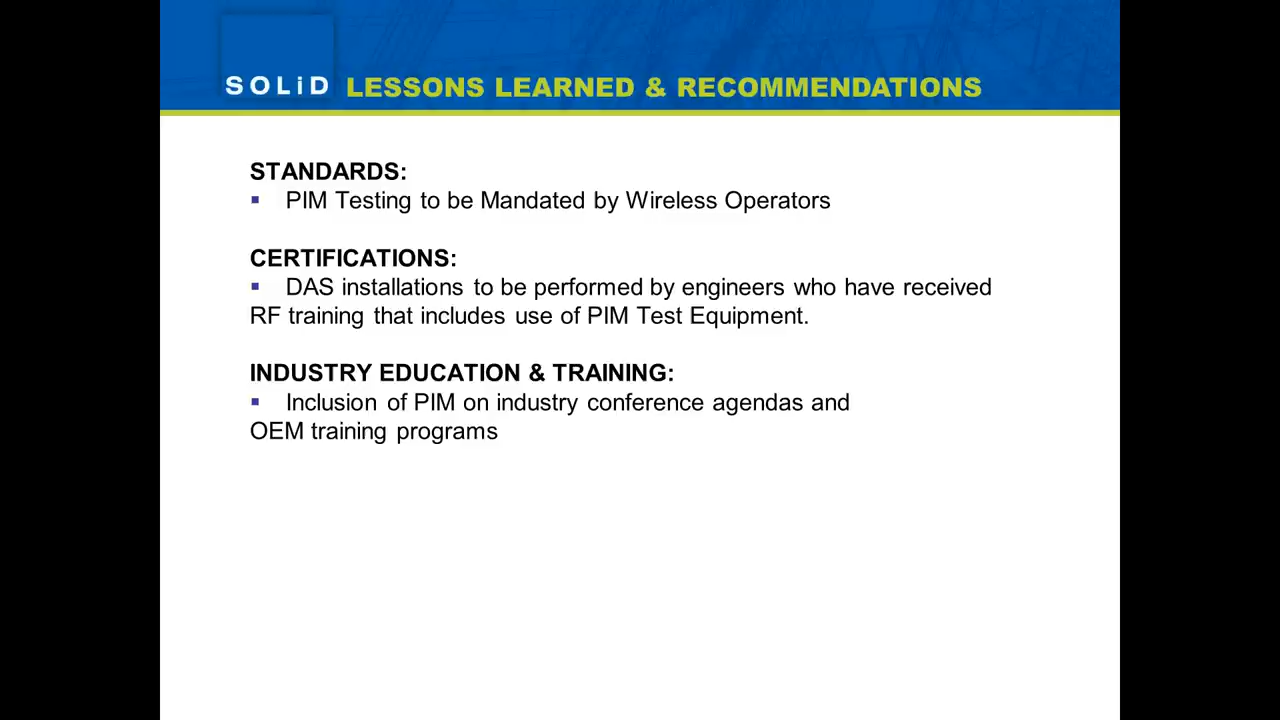 SOLiD LESSONS LEARNED & RECOMMENDATIONS
STANDARDS:
▪ PIM Testing to be Mandated by Wireless Operators
CERTIFICATIONS:
▪ DAS installations to be performed by engineers who have received
RF training that includes use of PIM Test Equipment.
INDUSTRY EDUCATION & TRAINING:
▪ Inclusion of PIM on industry conference agendas and
OEM training programs